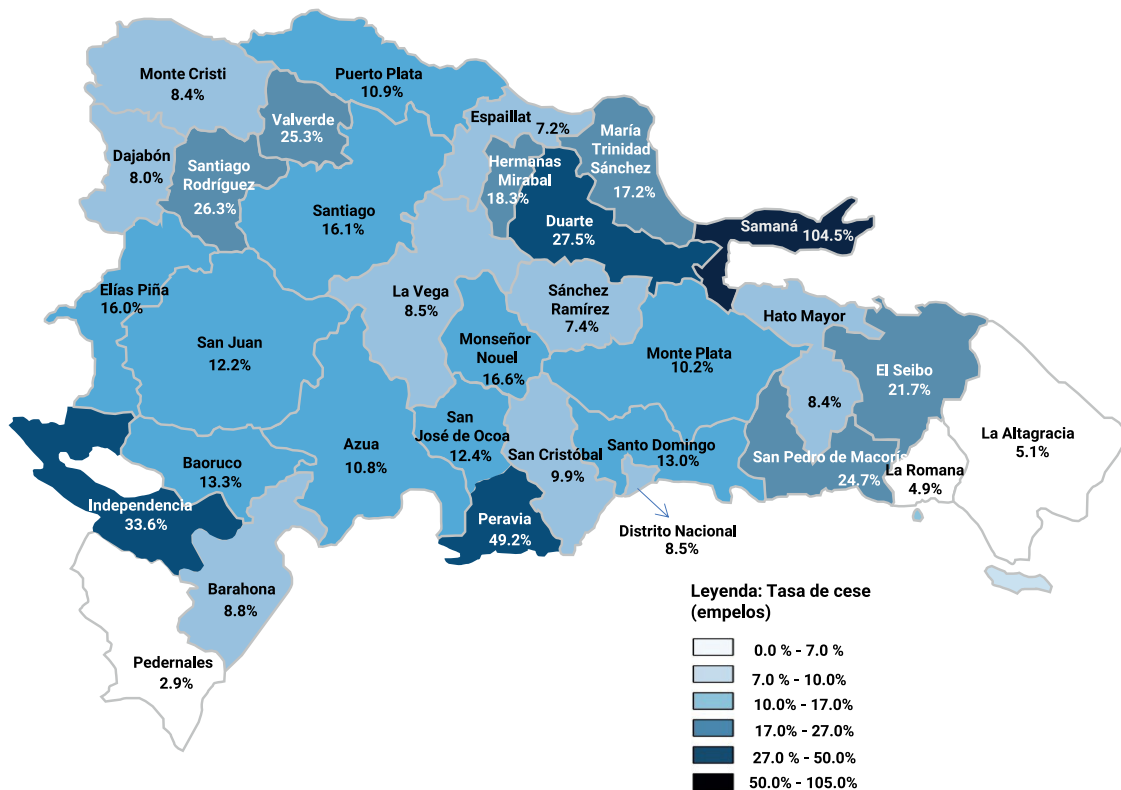 Monte Cristi
8.4%
Puerto Plata
10.9%
Valverde
25.3%
Espaillat
7.2%
María
Trinidad
Sánchez
17.2%
Dajabón
8.0%
Santiago
Rodríguez
26.3%
Hermanas
Mirabal
18.3%
Santiago
16.1%
Duarte
27.5%
Samaná
104.5%
Elías Piña
16.0%
La Vega
8.5%
Sánchez
Ramírez
7.4%
Hato Mayor
8.4%
San Juan
12.2%
Monseñor
Nouel
16.6%
Monte Plata
10.2%
El Seibo
21.7%
Azua
10.8%
San
José de Ocoa
12.4%
San Cristóbal
9.9%
Santo Domingo
13.0%
San Pedro de Macorís
24.7%
La Romana
4.9%
La Altagracia
5.1%
Baoruco
13.3%
Independencia
33.6%
Peravia
49.2%
Distrito Nacional
8.5%
Barahona
8.8%
Pedernales
2.9%
Leyenda: Tasa de cese
(empelos)
0.0 % - 7.0 %
7.0 % - 10.0%
10.0% - 17.0%
17.0% - 27.0%
27.0 % - 50.0%
50.0% - 105.0%